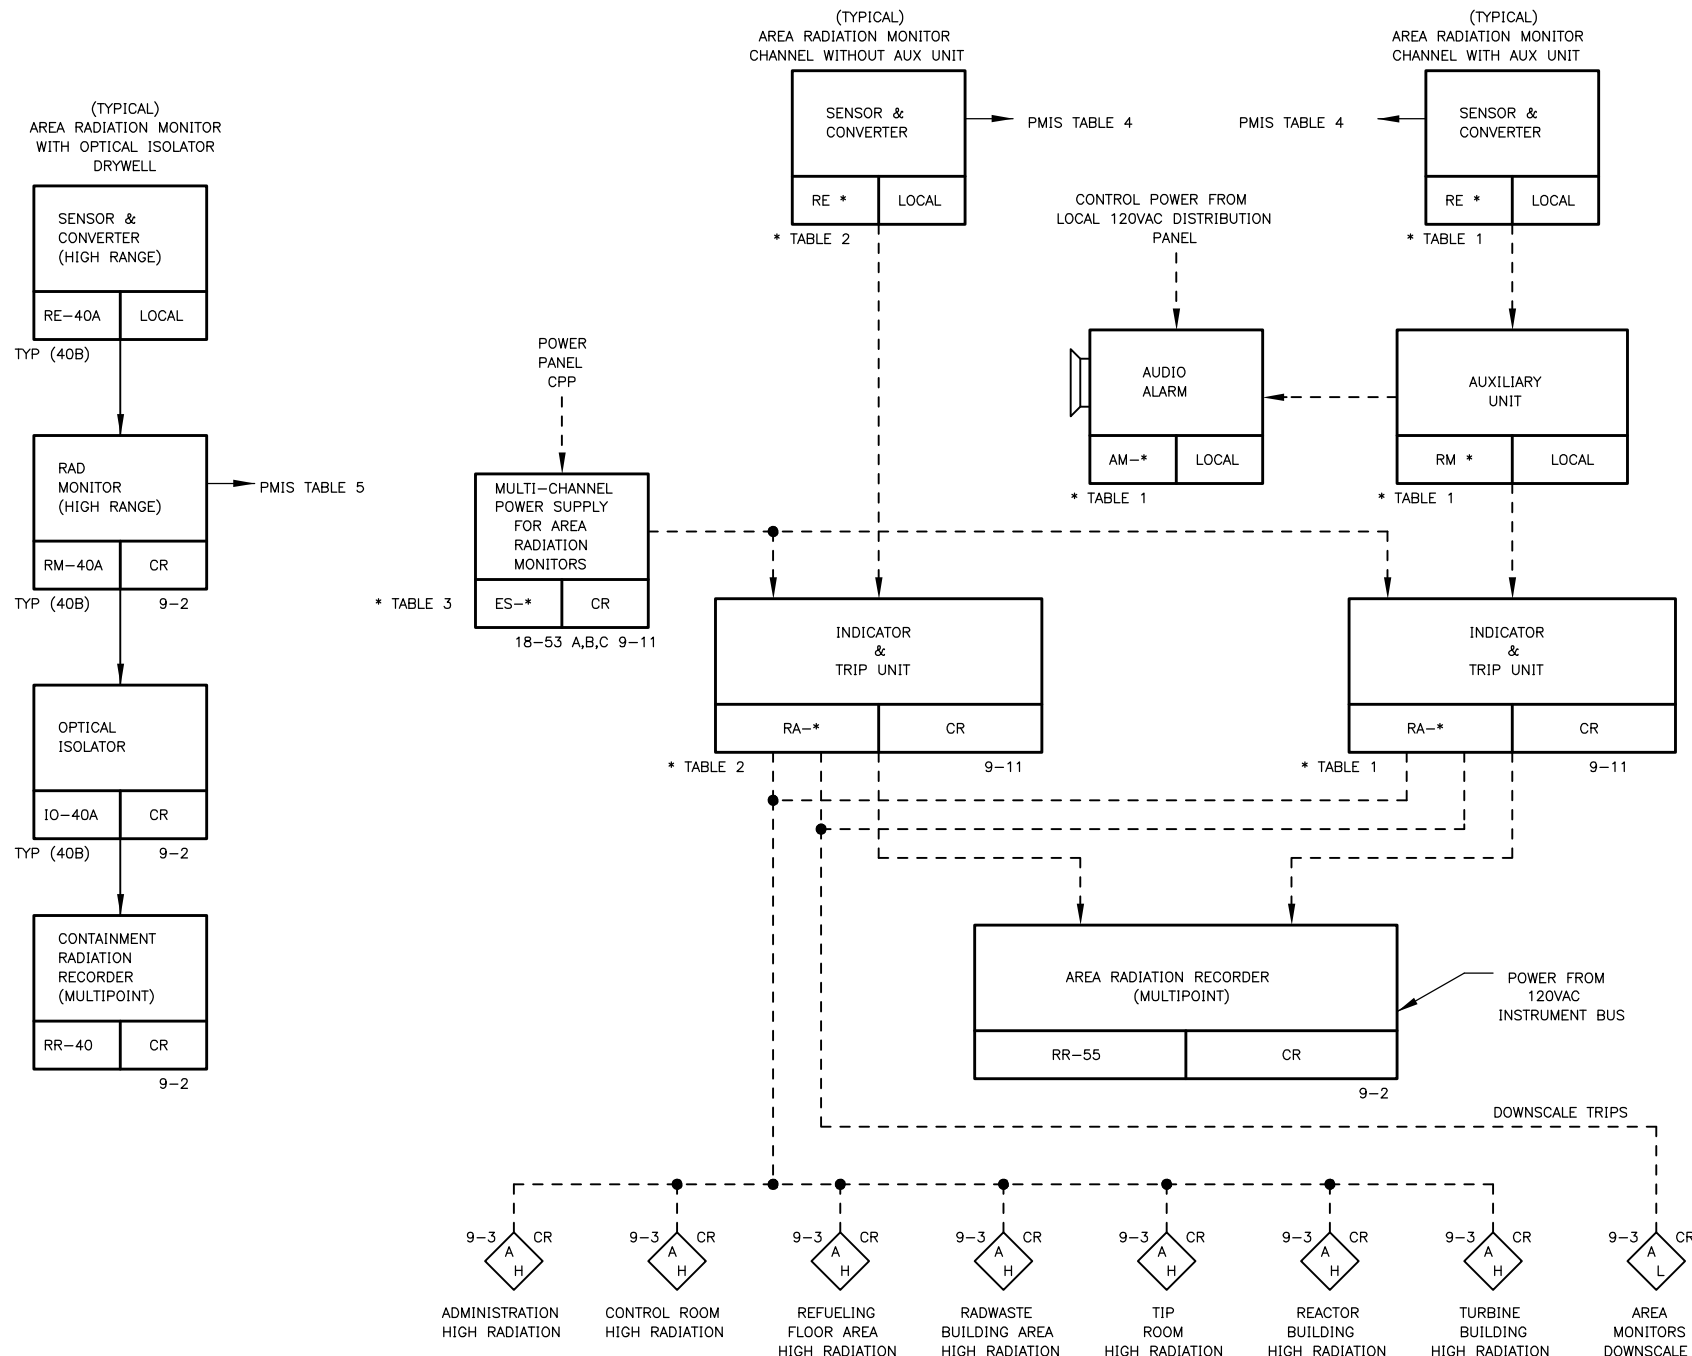 (TYPICAL)
AREA RADIATION MONITOR
WITH OPTICAL ISOLATOR
DRYWELL
SENSOR &
CONVERTER
(HIGH RANGE)
RE-40A LOCAL
TYP (40B)
RAD
MONITOR
(HIGH RANGE)
PMIS TABLE 5
RM-40A CR
TYP (40B) 9-2
OPTICAL
ISOLATOR
IO-40A CR
TYP (40B) 9-2
CONTAINMENT
RADIATION
RECORDER
(MULTIPOINT)
RR-40 CR
9-2
POWER
PANEL
CPP
MULTI-CHANNEL
POWER SUPPLY
FOR AREA
RADIATION
MONITORS
* TABLE 3 ES-* CR
18-53 A,B,C 9-11
(TYPICAL)
AREA RADIATION MONITOR
CHANNEL WITHOUT AUX UNIT
SENSOR &
CONVERTER
PMIS TABLE 4
RE * LOCAL
* TABLE 2
(TYPICAL)
AREA RADIATION MONITOR
CHANNEL WITH AUX UNIT
PMIS TABLE 4
SENSOR &
CONVERTER
RE * LOCAL
* TABLE 1
CONTROL POWER FROM
LOCAL 120VAC DISTRIBUTION
PANEL
AUDIO
ALARM
AM-* LOCAL
* TABLE 1
AUXILIARY
UNIT
RM * LOCAL
* TABLE 1
INDICATOR
&
TRIP UNIT
RA-* CR
* TABLE 2 9-11
INDICATOR
&
TRIP UNIT
RA-* CR
* TABLE 1 9-11
AREA RADIATION RECORDER
(MULTIPOINT)
RR-55 CR
9-2
POWER FROM
120VAC
INSTRUMENT BUS
DOWNSCALE TRIPS
9-3 CR
A
H
ADMINISTRATION
HIGH RADIATION
9-3 CR
A
H
CONTROL ROOM
HIGH RADIATION
9-3 CR
A
H
REFUELING
FLOOR AREA
HIGH RADIATION
9-3 CR
A
H
RADWASTE
BUILDING AREA
HIGH RADIATION
9-3 CR
A
H
TIP
ROOM
HIGH RADIATION
9-3 CR
A
H
REACTOR
BUILDING
HIGH RADIATION
9-3 CR
A
H
TURBINE
BUILDING
HIGH RADIATION
9-3 CR
A
L
AREA
MONITORS
DOWNSCALE